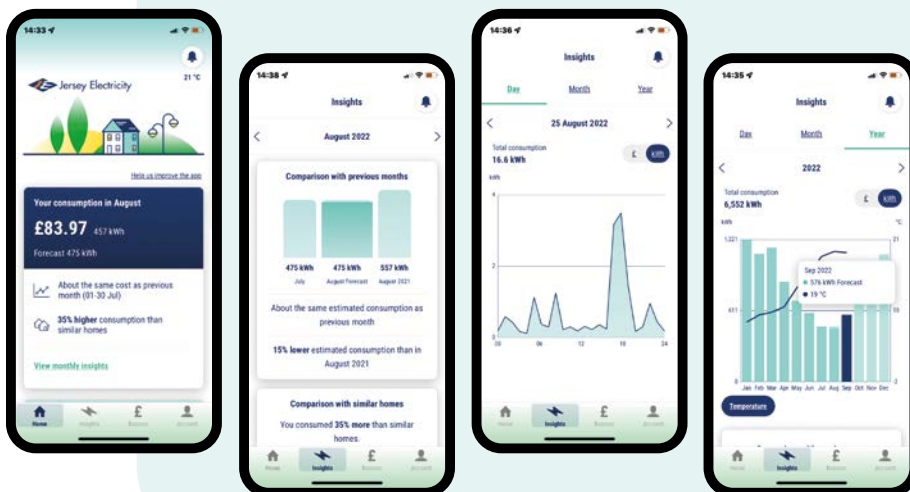 14:33
21 °C
Jersey Electricity
Help us improve the app
Your consumption in August
£83.97 457 kWh
Forecast 475 kWh
About the same cost as previous
month (01-30 Jul)
35% higher consumption than
similar homes
View monthly insights
Home
Insights
£
Balance
Account
14:38
Insights
August 2022
Comparison with previous months
475 kWh
475 kWh
557 kWh
July
August Forecast
August 2021
About the same estimated consumption as
previous month
15% lower estimated consumption than in
August 2021
Comparison with similar homes
You consumed 35% more than similar
homes.
Home
Insights
£
Balance
Account
14:36
Insights
Day
Month
Year
25 August 2022
Total consumption
16.6 kWh
£
kWh
kWh
4
2
0
00
06
12
18
24
Home
Insights
£
Balance
Account
14:35
Insights
Day
Month
Year
2022
Total consumption
6,552 kWh
£
kWh
kWh
°C
1,221
21
Sep 2022
576 kWh Forecast
19 °C
611
0
-2
Jan Feb Mar Apr May Jun Jul Aug Sep Oct Nov Dec
Temperature
Home
Insights
£
Balance
Account